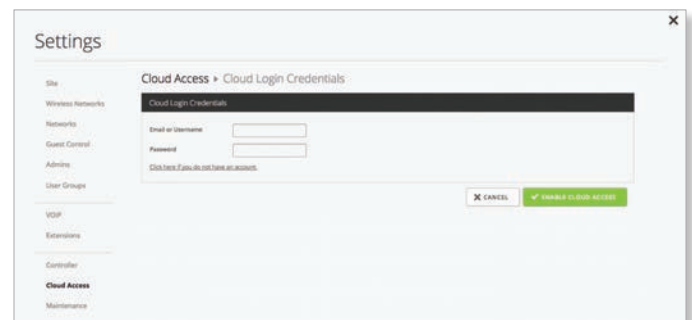 Settings
Site
Wireless Networks
Networks
Guest Control
Admins
User Groups
VOIP
Extensions
Controller
Cloud Access
Maintenance
Cloud Access ▸ Cloud Login Credentials
Cloud Login Credentials
Email or Username
Password
Click here if you do not have an account.
CANCEL
ENABLE CLOUD ACCESS